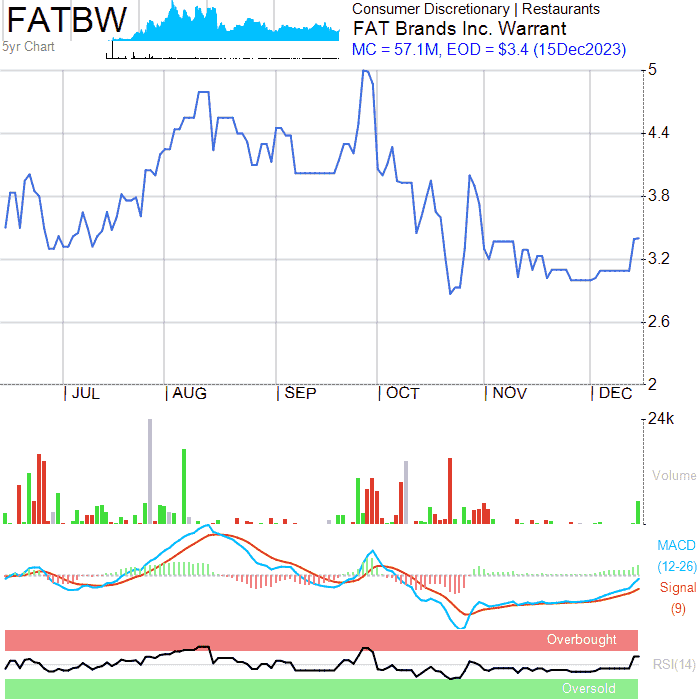 FATBW
5yr Chart
Consumer Discretionary | Restaurants
FAT Brands Inc. Warrant
MC = 57.1M, EOD = $3.4 (15Dec2023)
5
4.4
3.8
3.2
2.6
2
JUL
AUG
SEP
OCT
NOV
DEC
24k
Volume
MACD
(12-26)
Signal
(9)
Overbought
RSI(14)
Oversold